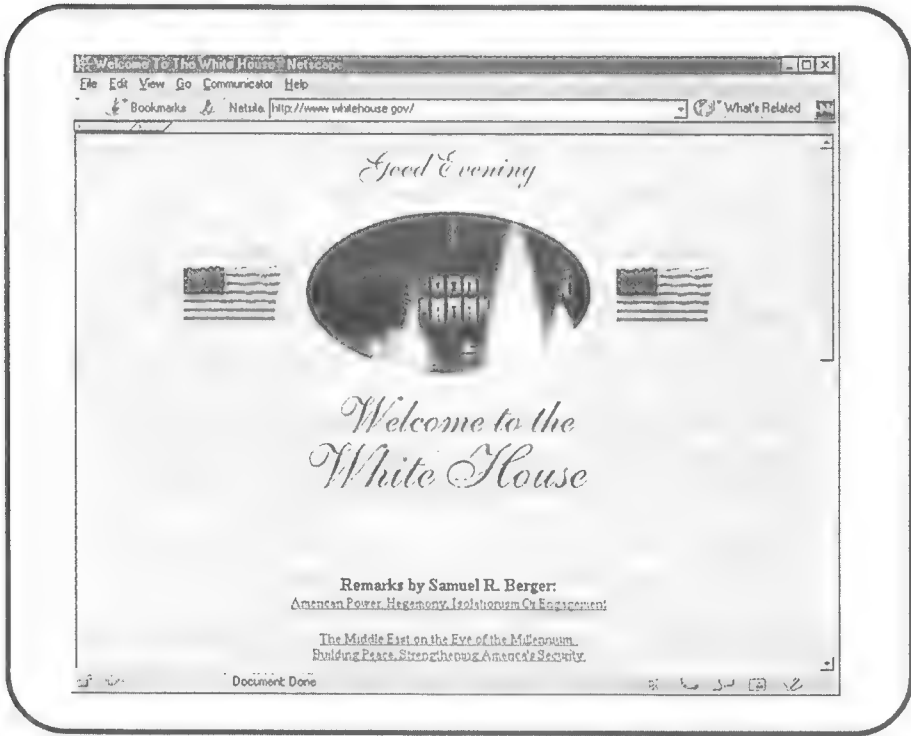 Welcome To The White House - Netscape
File Edit View Go Communicator Help
Bookmarks Netsite: http://www.whitehouse.gov/ What's Related
Good Evening
Welcome to the
White House
Remarks by Samuel R. Berger:
American Power, Hegemony, Isolationism Or Engagement
The Middle East on the Eve of the Millennium
Building Peace, Strengthening America's Security.
Document: Done